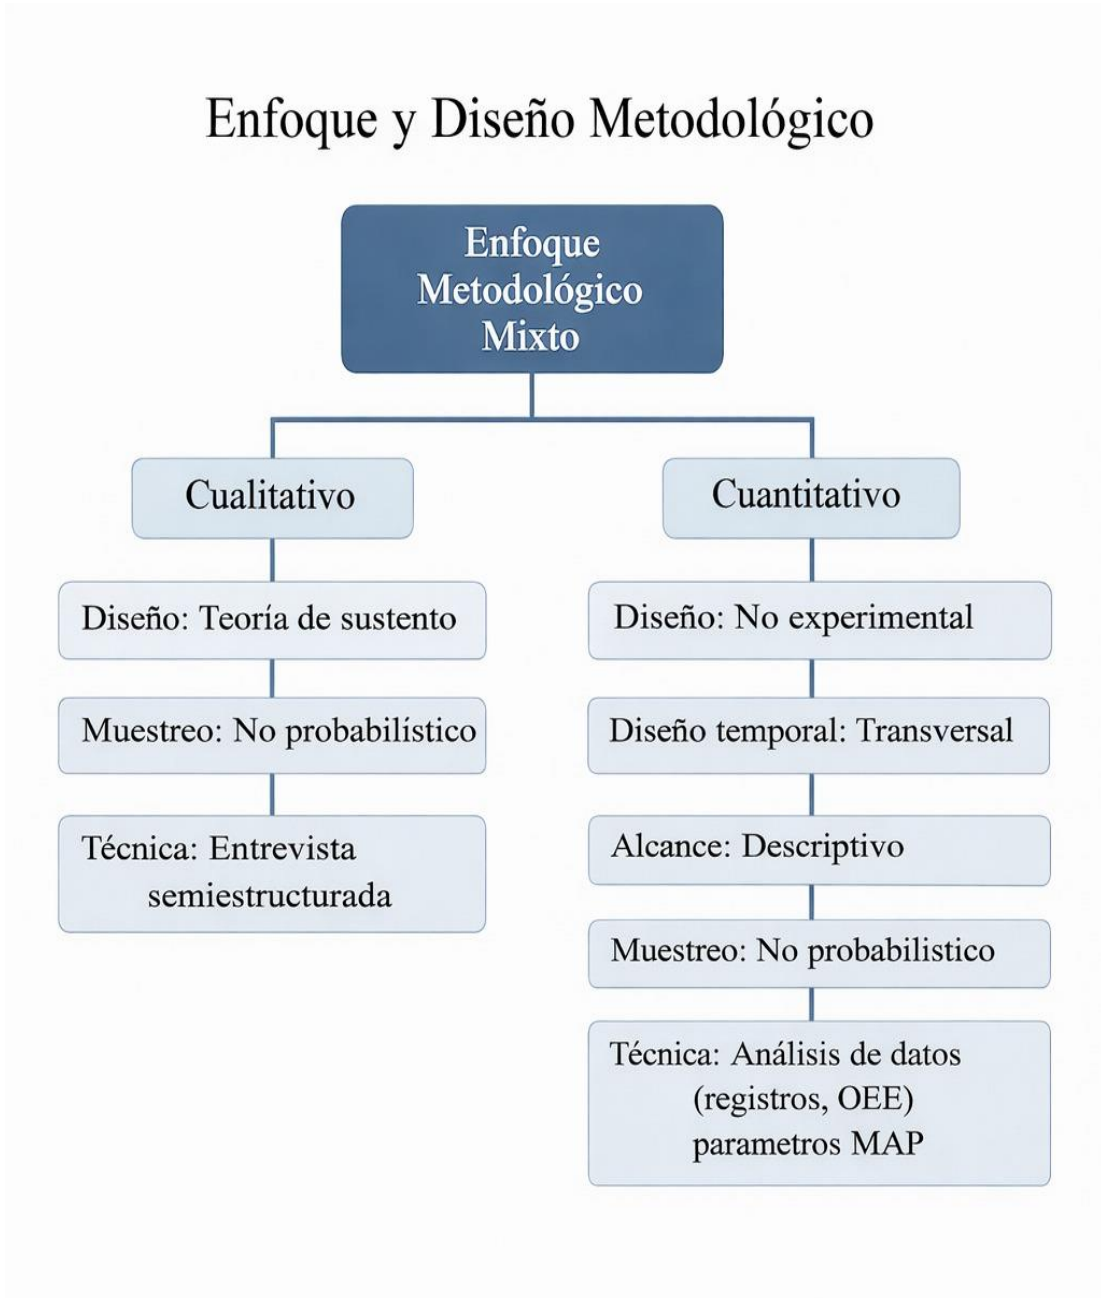 Enfoque y Diseño Metodológico
Enfoque
Metodológico
Mixto
Cualitativo
Diseño: Teoría de sustento
Muestreo: No probabilístico
Técnica: Entrevista
semiestructurada
Cuantitativo
Diseño: No experimental
Diseño temporal: Transversal
Alcance: Descriptivo
Muestreo: No probabilistico
Técnica: Análisis de datos
(registros, OEE)
parametros MAP